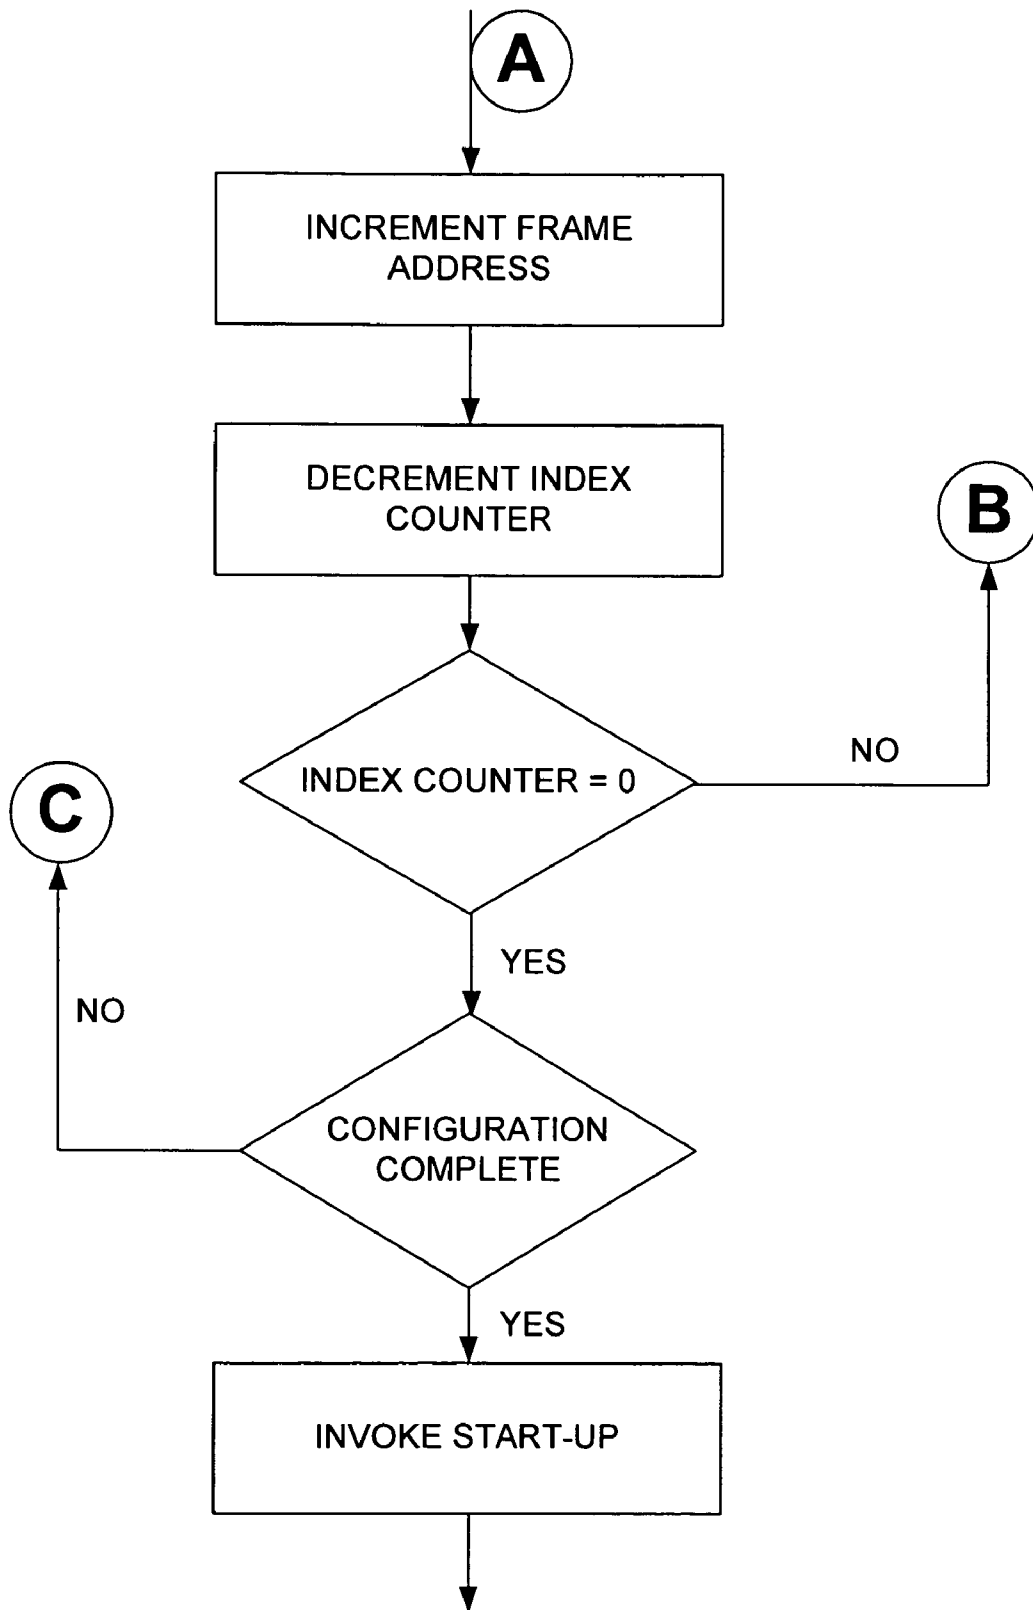 A
INCREMENT FRAME
ADDRESS
DECREMENT INDEX
COUNTER
B
INDEX COUNTER = 0
NO
C
YES
NO
CONFIGURATION
COMPLETE
YES
INVOKE START-UP